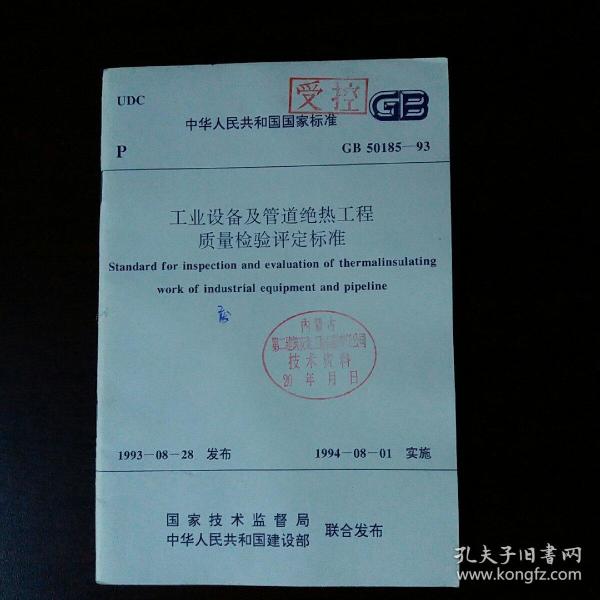 UDC
受控
GB
中华人民共和国国家标准
P
GB 50185—93
工业设备及管道绝热工程
质量检验评定标准
Standard for inspection and evaluation of thermalinsulating
work of industrial equipment and pipeline
内蒙古
技术资料
20 年 月 日
1993—08—28 发布
1994—08—01 实施
国家技术监督局
中华人民共和国建设部
联合发布
孔夫子旧书网
www.kongfz.com